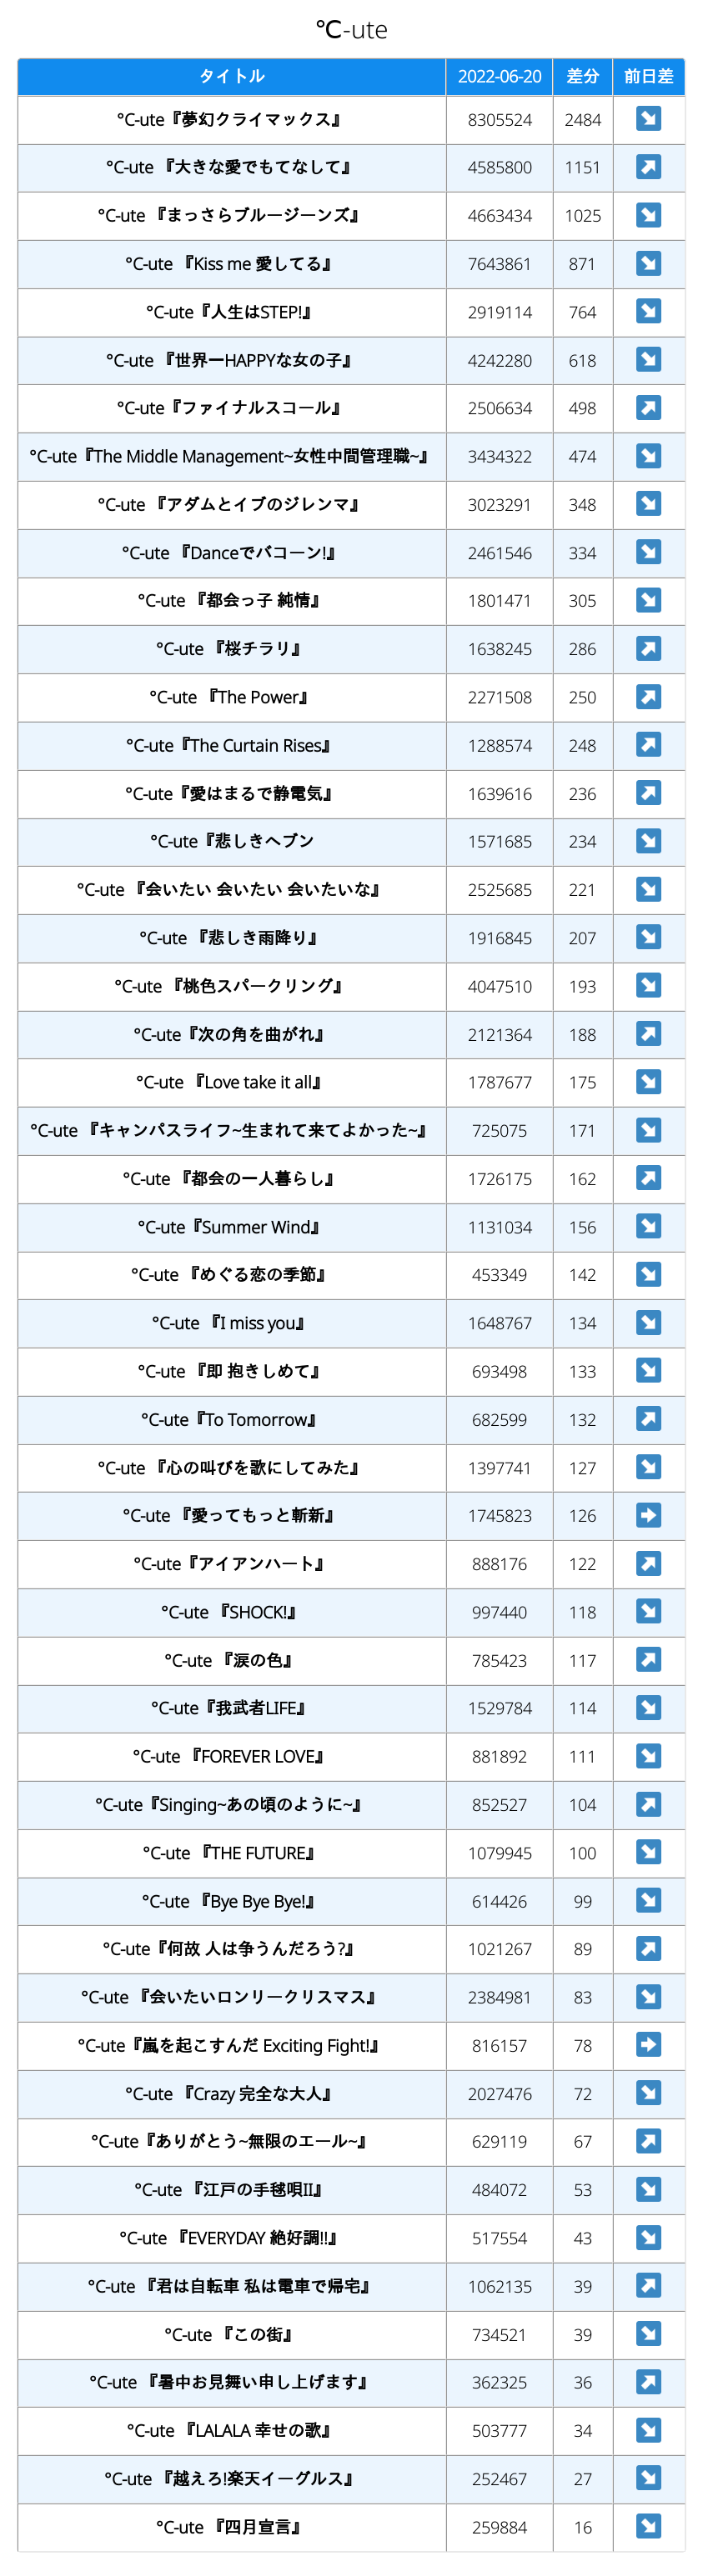 ℃-ute
タイトル 2022-06-20 差分 前日差
°C-ute『夢幻クライマックス』 8305524 2484 ↘
°C-ute 『大きな愛でもてなして』 4585800 1151 ↗
°C-ute 『まっさらブルージーンズ』 4663434 1025 ↘
°C-ute 『Kiss me 愛してる』 7643861 871 ↘
°C-ute『人生はSTEP!』 2919114 764 ↘
°C-ute 『世界一HAPPYな女の子』 4242280 618 ↘
°C-ute『ファイナルスコール』 2506634 498 ↗
°C-ute『The Middle Management~女性中間管理職~』 3434322 474 ↘
°C-ute 『アダムとイブのジレンマ』 3023291 348 ↘
°C-ute 『Danceでバコーン!』 2461546 334 ↘
°C-ute 『都会っ子 純情』 1801471 305 ↘
°C-ute 『桜チラリ』 1638245 286 ↗
°C-ute 『The Power』 2271508 250 ↗
°C-ute『The Curtain Rises』 1288574 248 ↗
°C-ute『愛はまるで静電気』 1639616 236 ↗
°C-ute『悲しきヘブン 1571685 234 ↘
°C-ute 『会いたい 会いたい 会いたいな』 2525685 221 ↘
°C-ute 『悲しき雨降り』 1916845 207 ↘
°C-ute 『桃色スパークリング』 4047510 193 ↘
°C-ute『次の角を曲がれ』 2121364 188 ↗
°C-ute 『Love take it all』 1787677 175 ↘
°C-ute 『キャンパスライフ~生まれて来てよかった~』 725075 171 ↘
°C-ute 『都会の一人暮らし』 1726175 162 ↗
°C-ute『Summer Wind』 1131034 156 ↘
°C-ute 『めぐる恋の季節』 453349 142 ↘
°C-ute 『I miss you』 1648767 134 ↘
°C-ute 『即 抱きしめて』 693498 133 ↘
°C-ute『To Tomorrow』 682599 132 ↗
°C-ute 『心の叫びを歌にしてみた』 1397741 127 ↘
°C-ute 『愛ってもっと斬新』 1745823 126 ➡
°C-ute『アイアンハート』 888176 122 ↗
°C-ute 『SHOCK!』 997440 118 ↘
°C-ute 『涙の色』 785423 117 ↗
°C-ute『我武者LIFE』 1529784 114 ↘
°C-ute 『FOREVER LOVE』 881892 111 ↘
°C-ute『Singing~あの頃のように~』 852527 104 ↗
°C-ute 『THE FUTURE』 1079945 100 ↘
°C-ute 『Bye Bye Bye!』 614426 99 ↘
°C-ute『何故 人は争うんだろう?』 1021267 89 ↗
°C-ute 『会いたいロンリークリスマス』 2384981 83 ↘
°C-ute『嵐を起こすんだ Exciting Fight!』 816157 78 ➡
°C-ute 『Crazy 完全な大人』 2027476 72 ↘
°C-ute『ありがとう~無限のエール~』 629119 67 ↗
°C-ute 『江戸の手毬唄II』 484072 53 ↘
°C-ute 『EVERYDAY 絶好調!!』 517554 43 ↘
°C-ute 『君は自転車 私は電車で帰宅』 1062135 39 ↗
°C-ute 『この街』 734521 39 ↘
°C-ute 『暑中お見舞い申し上げます』 362325 36 ↗
°C-ute 『LALALA 幸せの歌』 503777 34 ↘
°C-ute 『越えろ!楽天イーグルス』 252467 27 ↘
°C-ute 『四月宣言』 259884 16 ↘